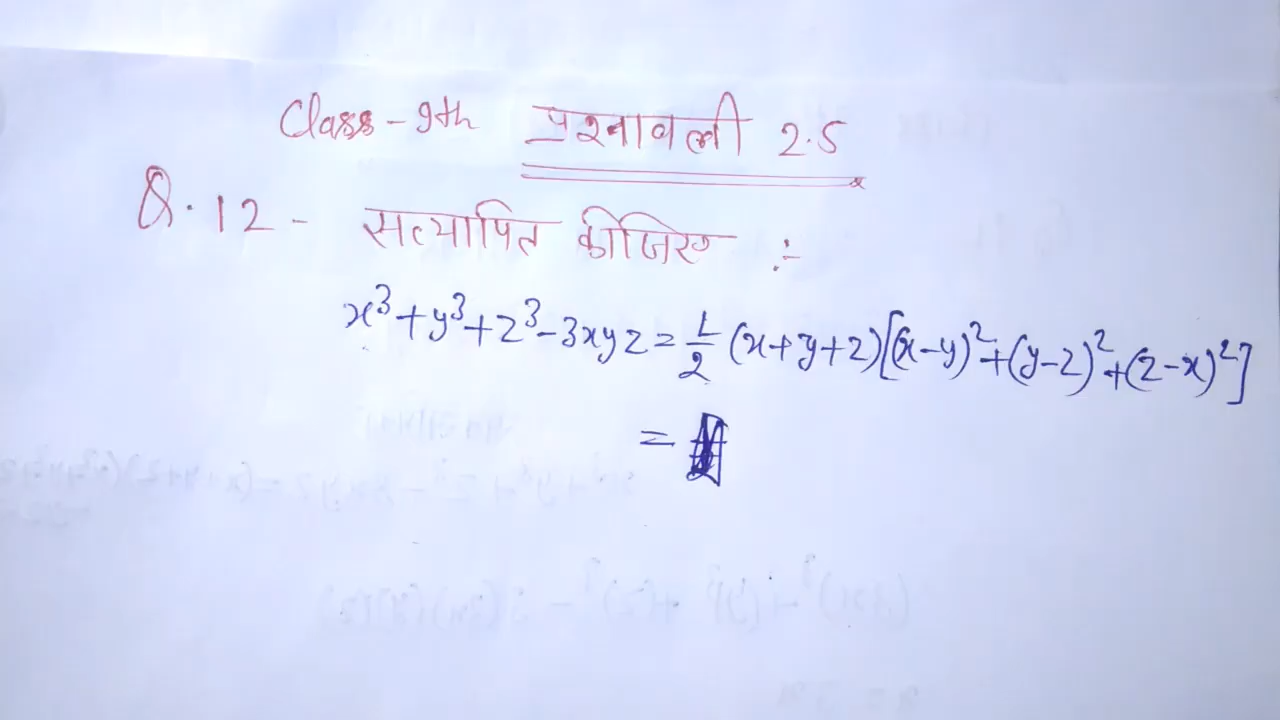 Class-9th प्रश्नावली 2.5
Q.12- सत्यापित कीजिए :-
x³+y³+z³-3xyz=1/2(x+y+z)[(x-y)²+(y-z)²+(z-x)²]
=